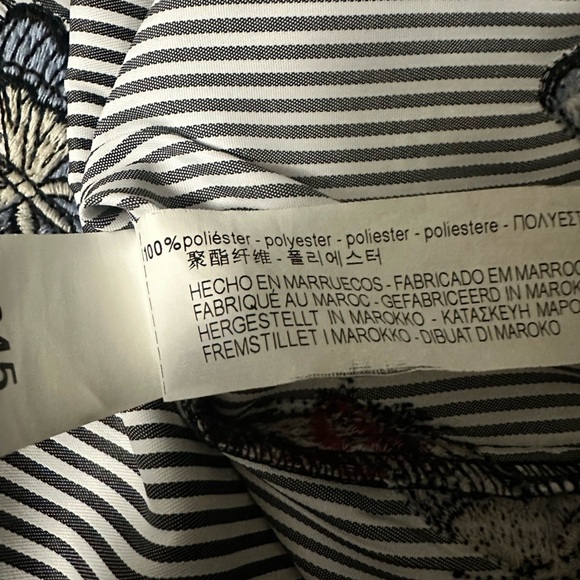 100% poliéster - polyester - poliester - poliestere - ΠΟΛΥΕΣΤ
聚酯纤维 - 폴리에스터
HECHO EN MARRUECOS - FABRICADO EM MARROC
FABRIQUÉ AU MAROC - GEFABRICEERD IN MAROK
HERGESTELLT IN MAROKKO - ΚΑΤΑΣΚΕΥΗ ΜΑΡΟ
FREMSTILLET I MAROKKO - DIBUAT DI MAROKO